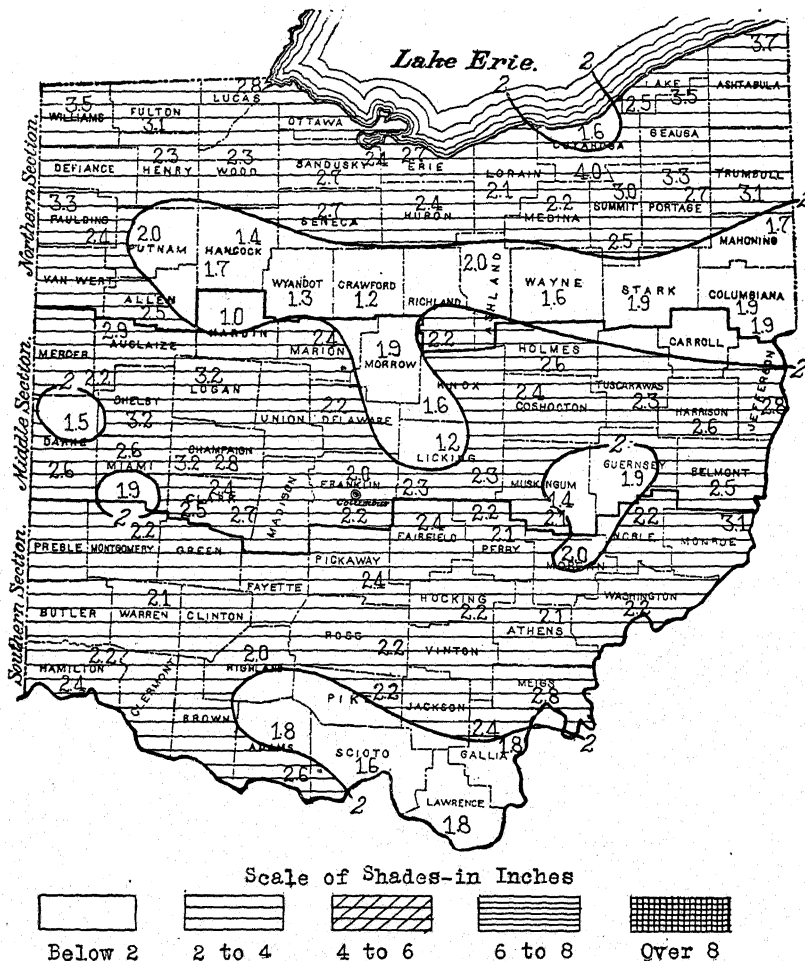 Lake Erie.
3.7
2
2
2.8
LUCAS
LAKE
ASHTABULA
3.5
WILLIAMS
FULTON
3.1
2.5
3.5
OTTAWA
1.6
GEAUGA
CUYAHOGA
2.3
2.3
2.4
2.7
DEFIANCE
HENRY
WOOD
SANDUSKY
ERIE
LORAIN
4.0
3.3
TRUMBULL
2.7
2.1
3.0
2.7
3.1
3.3
2.7
2.4
2.2
SUMMIT
PORTAGE
2
PAULDING
SENECA
HURON
MEDINA
1.7
2.4
2.0
1.4
2.5
MAHONING
PUTNAM
HANCOCK
2.0
1.7
VAN WERT
WYANDOT
CRAWFORD
WAYNE
STARK
COLUMBIANA
ALLEN
1.3
1.2
RICHLAND
ASHLAND
1.6
1.9
1.9
2.5
1.0
1.9
2.9
HARDIN
2.4
2.2
AUGLAIZE
MARION
1.9
HOLMES
CARROLL
MERCER
MORROW
2.6
2
2
2.2
3.2
KNOX
2.4
TUSCARAWAS
JEFFERSON
SHELBY
LOGAN
2.2
1.6
COSHOCTON
2.3
HARRISON
2.8
1.5
3.2
UNION
DELAWARE
2.6
DARKE
2.6
CHAMPAIGN
1.2
2
LICKING
GUERNSEY
2.6
MIAMI
3.2
2.8
2.0
2.3
MUSKINGUM
1.9
BELMONT
1.9
2.4
MADISON
FRANKLIN
2.3
1.4
2.5
CLARK
Columbus
2
2.5
2.7
2.2
2.2
2.1
2.2
3.1
2.2
2.4
2.1
NOBLE
PREBLE
MONTGOMERY
GREEN
FAIRFIELD
PERRY
2.0
MONROE
PICKAWAY
MORGAN
FAYETTE
2.4
HOCKING
WASHINGTON
2.1
2.2
2.1
2.2
BUTLER
WARREN
CLINTON
ATHENS
ROSS
2.2
VINTON
2.2
2.0
HAMILTON
HIGHLAND
2.4
CLERMONT
PIKE
2.2
MEIGS
JACKSON
2.8
BROWN
1.8
2.4
ADAMS
SCIOTO
1.8
2
GALLIA
2.6
1.6
2
LAWRENCE
1.8
Northern Section.
Middle Section.
Southern Section.
Scale of Shades-in Inches
Below 2
2 to 4
4 to 6
6 to 8
Over 8